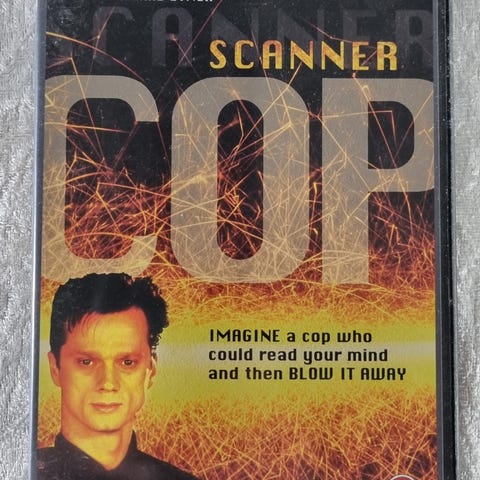 SCANNER
SCANNER
COP
IMAGINE a cop who
could read your mind
and then BLOW IT AWAY